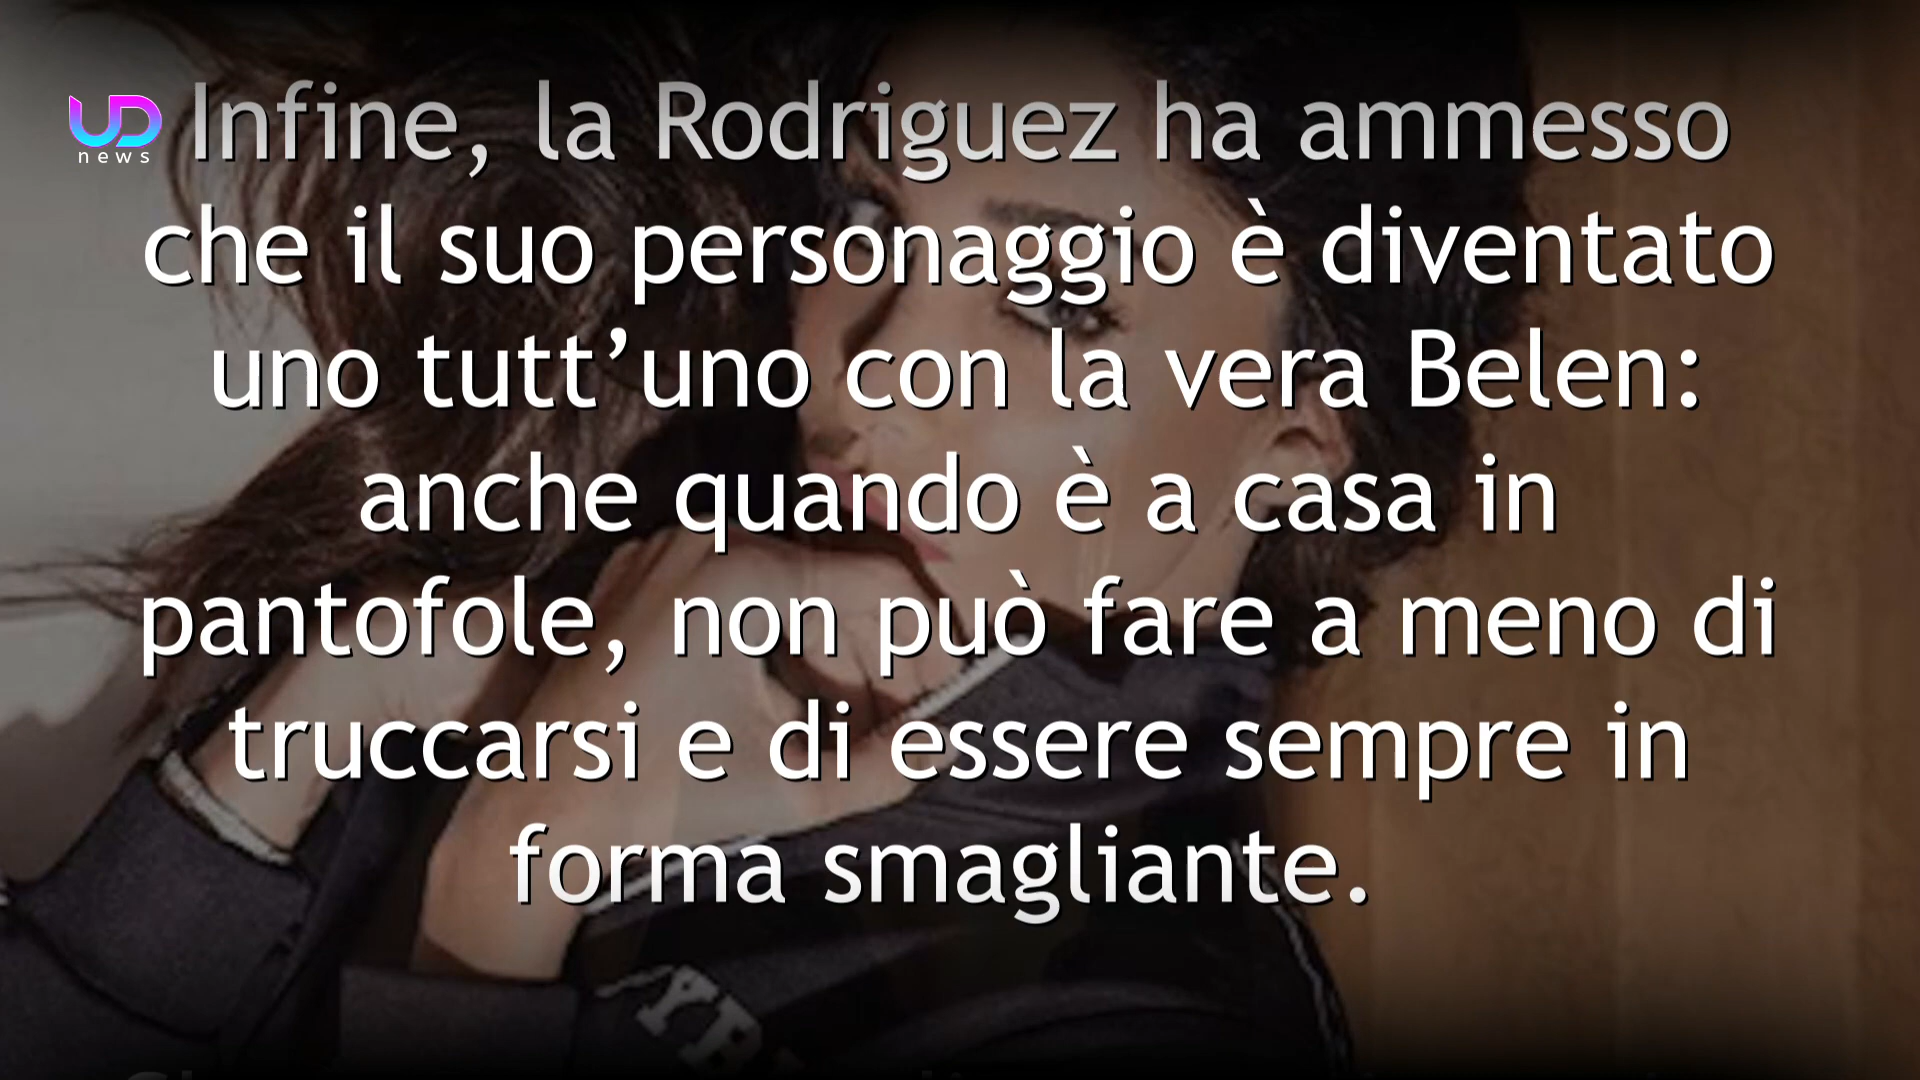 UD
news
Infine, la Rodriguez ha ammesso
che il suo personaggio è diventato
uno tutt’uno con la vera Belen:
anche quando è a casa in
pantofole, non può fare a meno di
truccarsi e di essere sempre in
forma smagliante.